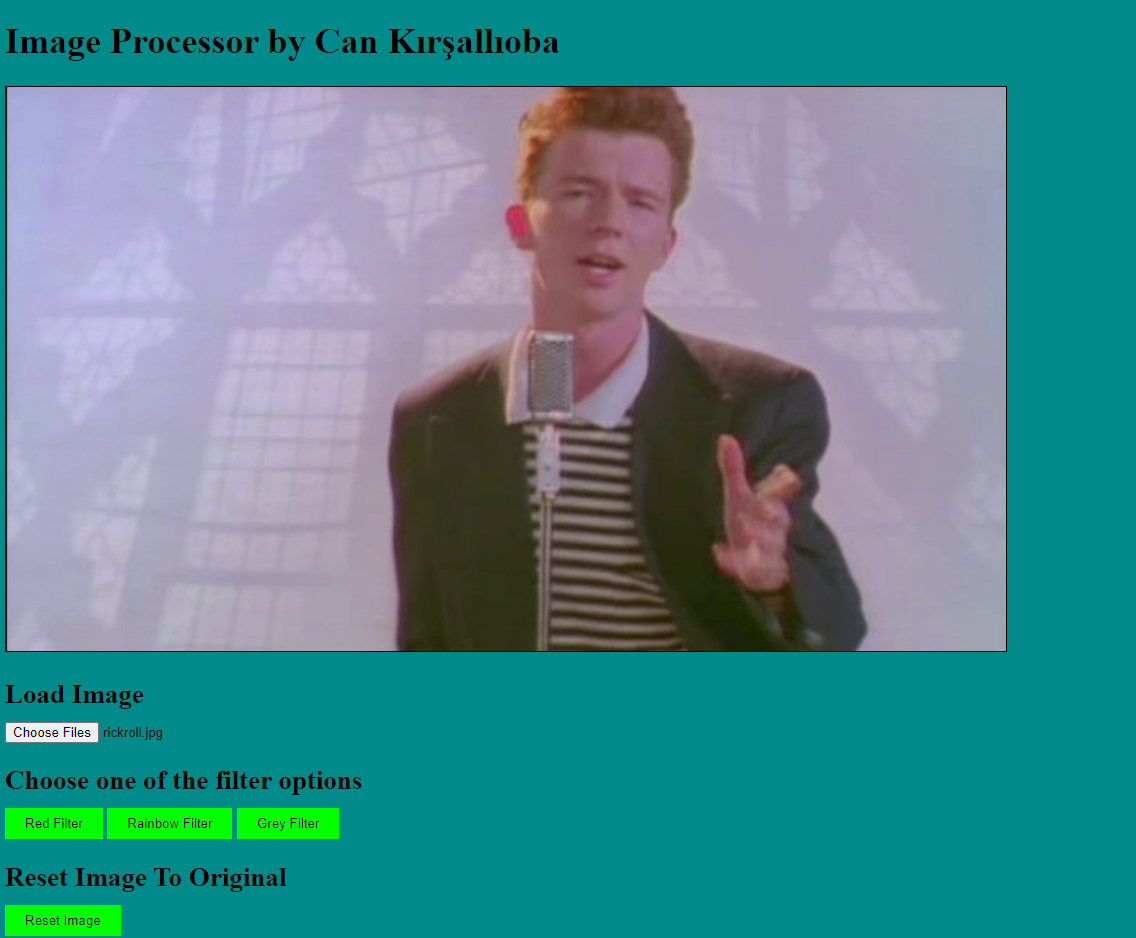 Image Processor by Can Kırşallıoba
Load Image
Choose Files rickroll.jpg
Choose one of the filter options
Red Filter Rainbow Filter Grey Filter
Reset Image To Original
Reset Image